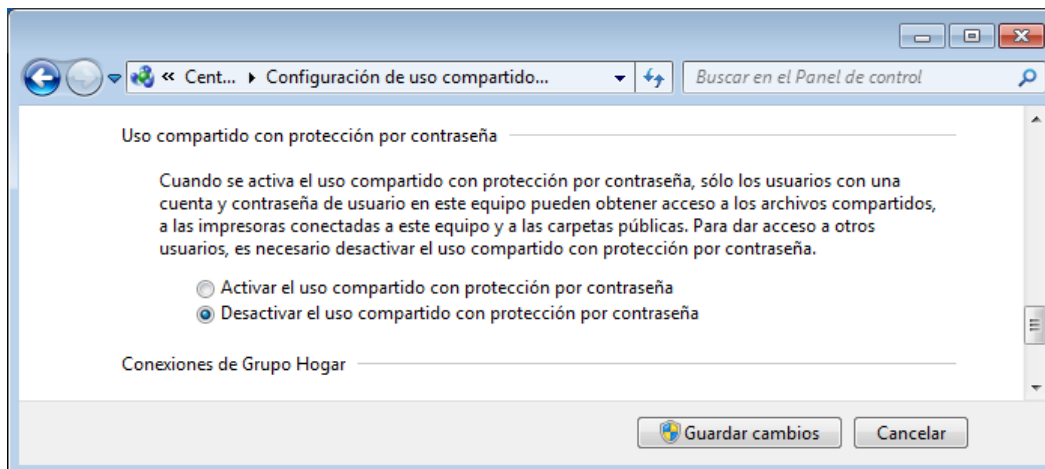 « Cent... ▸ Configuración de uso compartido...
Buscar en el Panel de control
Uso compartido con protección por contraseña
Cuando se activa el uso compartido con protección por contraseña, sólo los usuarios con una
cuenta y contraseña de usuario en este equipo pueden obtener acceso a los archivos compartidos,
a las impresoras conectadas a este equipo y a las carpetas públicas. Para dar acceso a otros
usuarios, es necesario desactivar el uso compartido con protección por contraseña.
Activar el uso compartido con protección por contraseña
Desactivar el uso compartido con protección por contraseña
Conexiones de Grupo Hogar
Guardar cambios
Cancelar